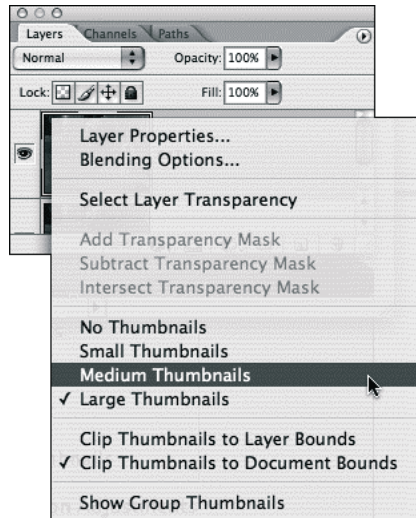 Layers Channels Paths
Normal Opacity: 100%
Lock: Fill: 100%
Layer Properties...
Blending Options...
Select Layer Transparency
Add Transparency Mask
Subtract Transparency Mask
Intersect Transparency Mask
No Thumbnails
Small Thumbnails
Medium Thumbnails
✓ Large Thumbnails
Clip Thumbnails to Layer Bounds
✓ Clip Thumbnails to Document Bounds
Show Group Thumbnails